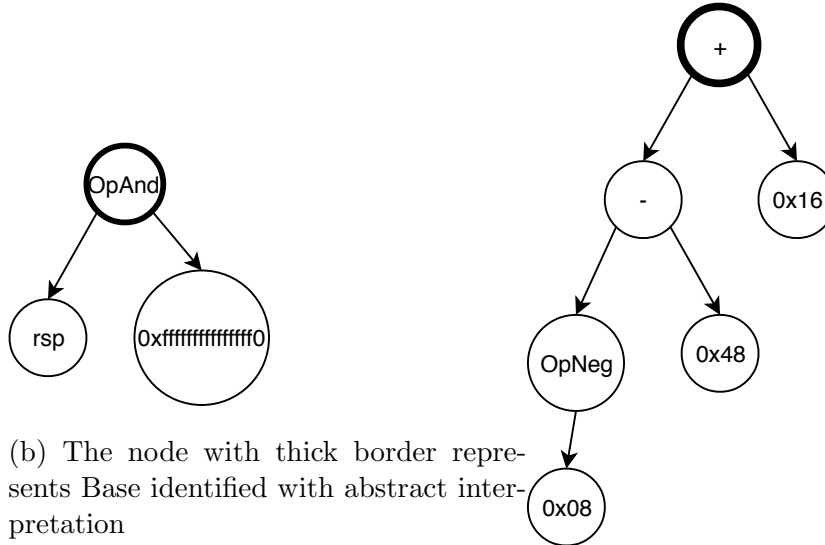 +
OpAnd
-
0x16
rsp
0xfffffffffffffff0
OpNeg
0x48
(b) The node with thick border repre-
sents Base identified with abstract inter-
pretation
0x08